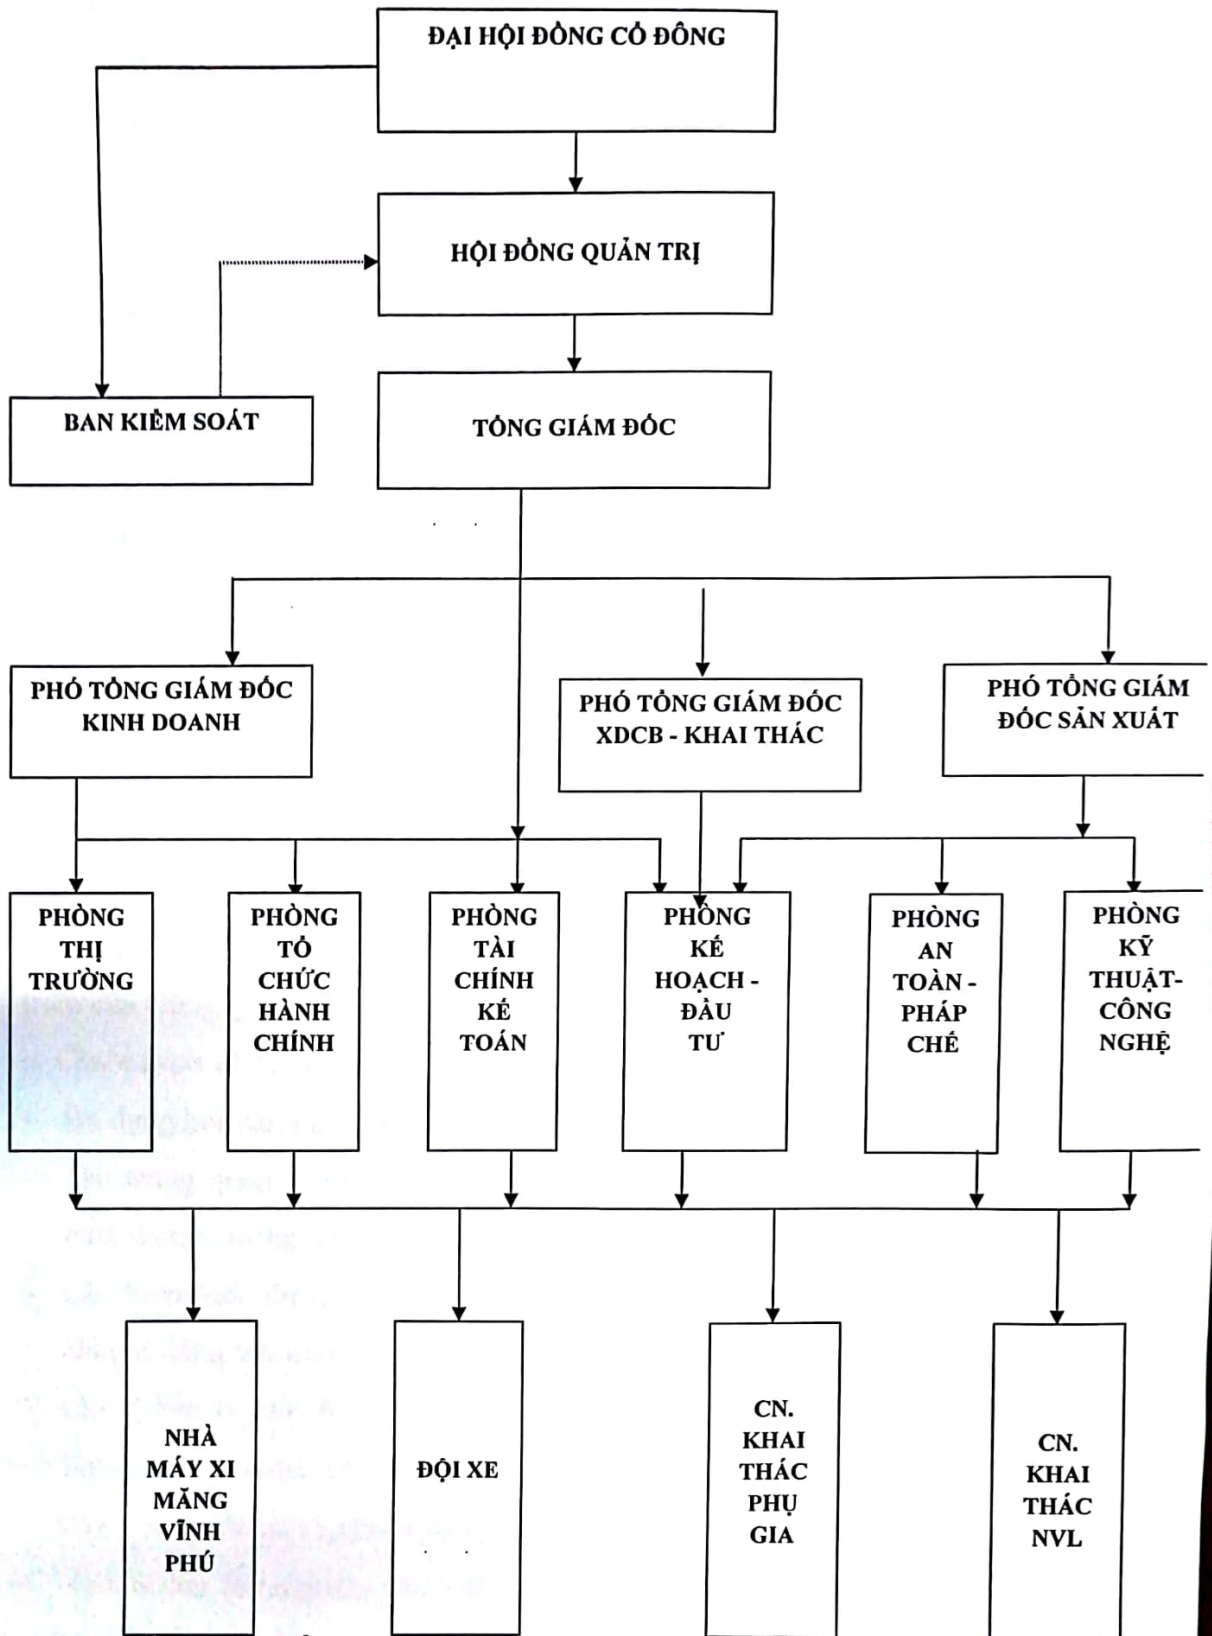 ĐẠI HỘI ĐỒNG CỔ ĐÔNG
HỘI ĐỒNG QUẢN TRỊ
BAN KIỂM SOÁT
TỔNG GIÁM ĐỐC
PHÓ TỔNG GIÁM ĐỐC
KINH DOANH
PHÓ TỔNG GIÁM ĐỐC
XDCB - KHAI THÁC
PHÓ TỔNG GIÁM
ĐỐC SẢN XUẤT
PHÒNG
THỊ
TRƯỜNG
PHÒNG
TỔ
CHỨC
HÀNH
CHÍNH
PHÒNG
TÀI
CHÍNH
KẾ
TOÁN
PHÒNG
KẾ
HOẠCH -
ĐẦU
TƯ
PHÒNG
AN
TOÀN -
PHÁP
CHẾ
PHÒNG
KỸ
THUẬT-
CÔNG
NGHỆ
NHÀ
MÁY XI
MĂNG
VĨNH
PHÚ
ĐỘI XE
CN.
KHAI
THÁC
PHỤ
GIA
CN.
KHAI
THÁC
NVL